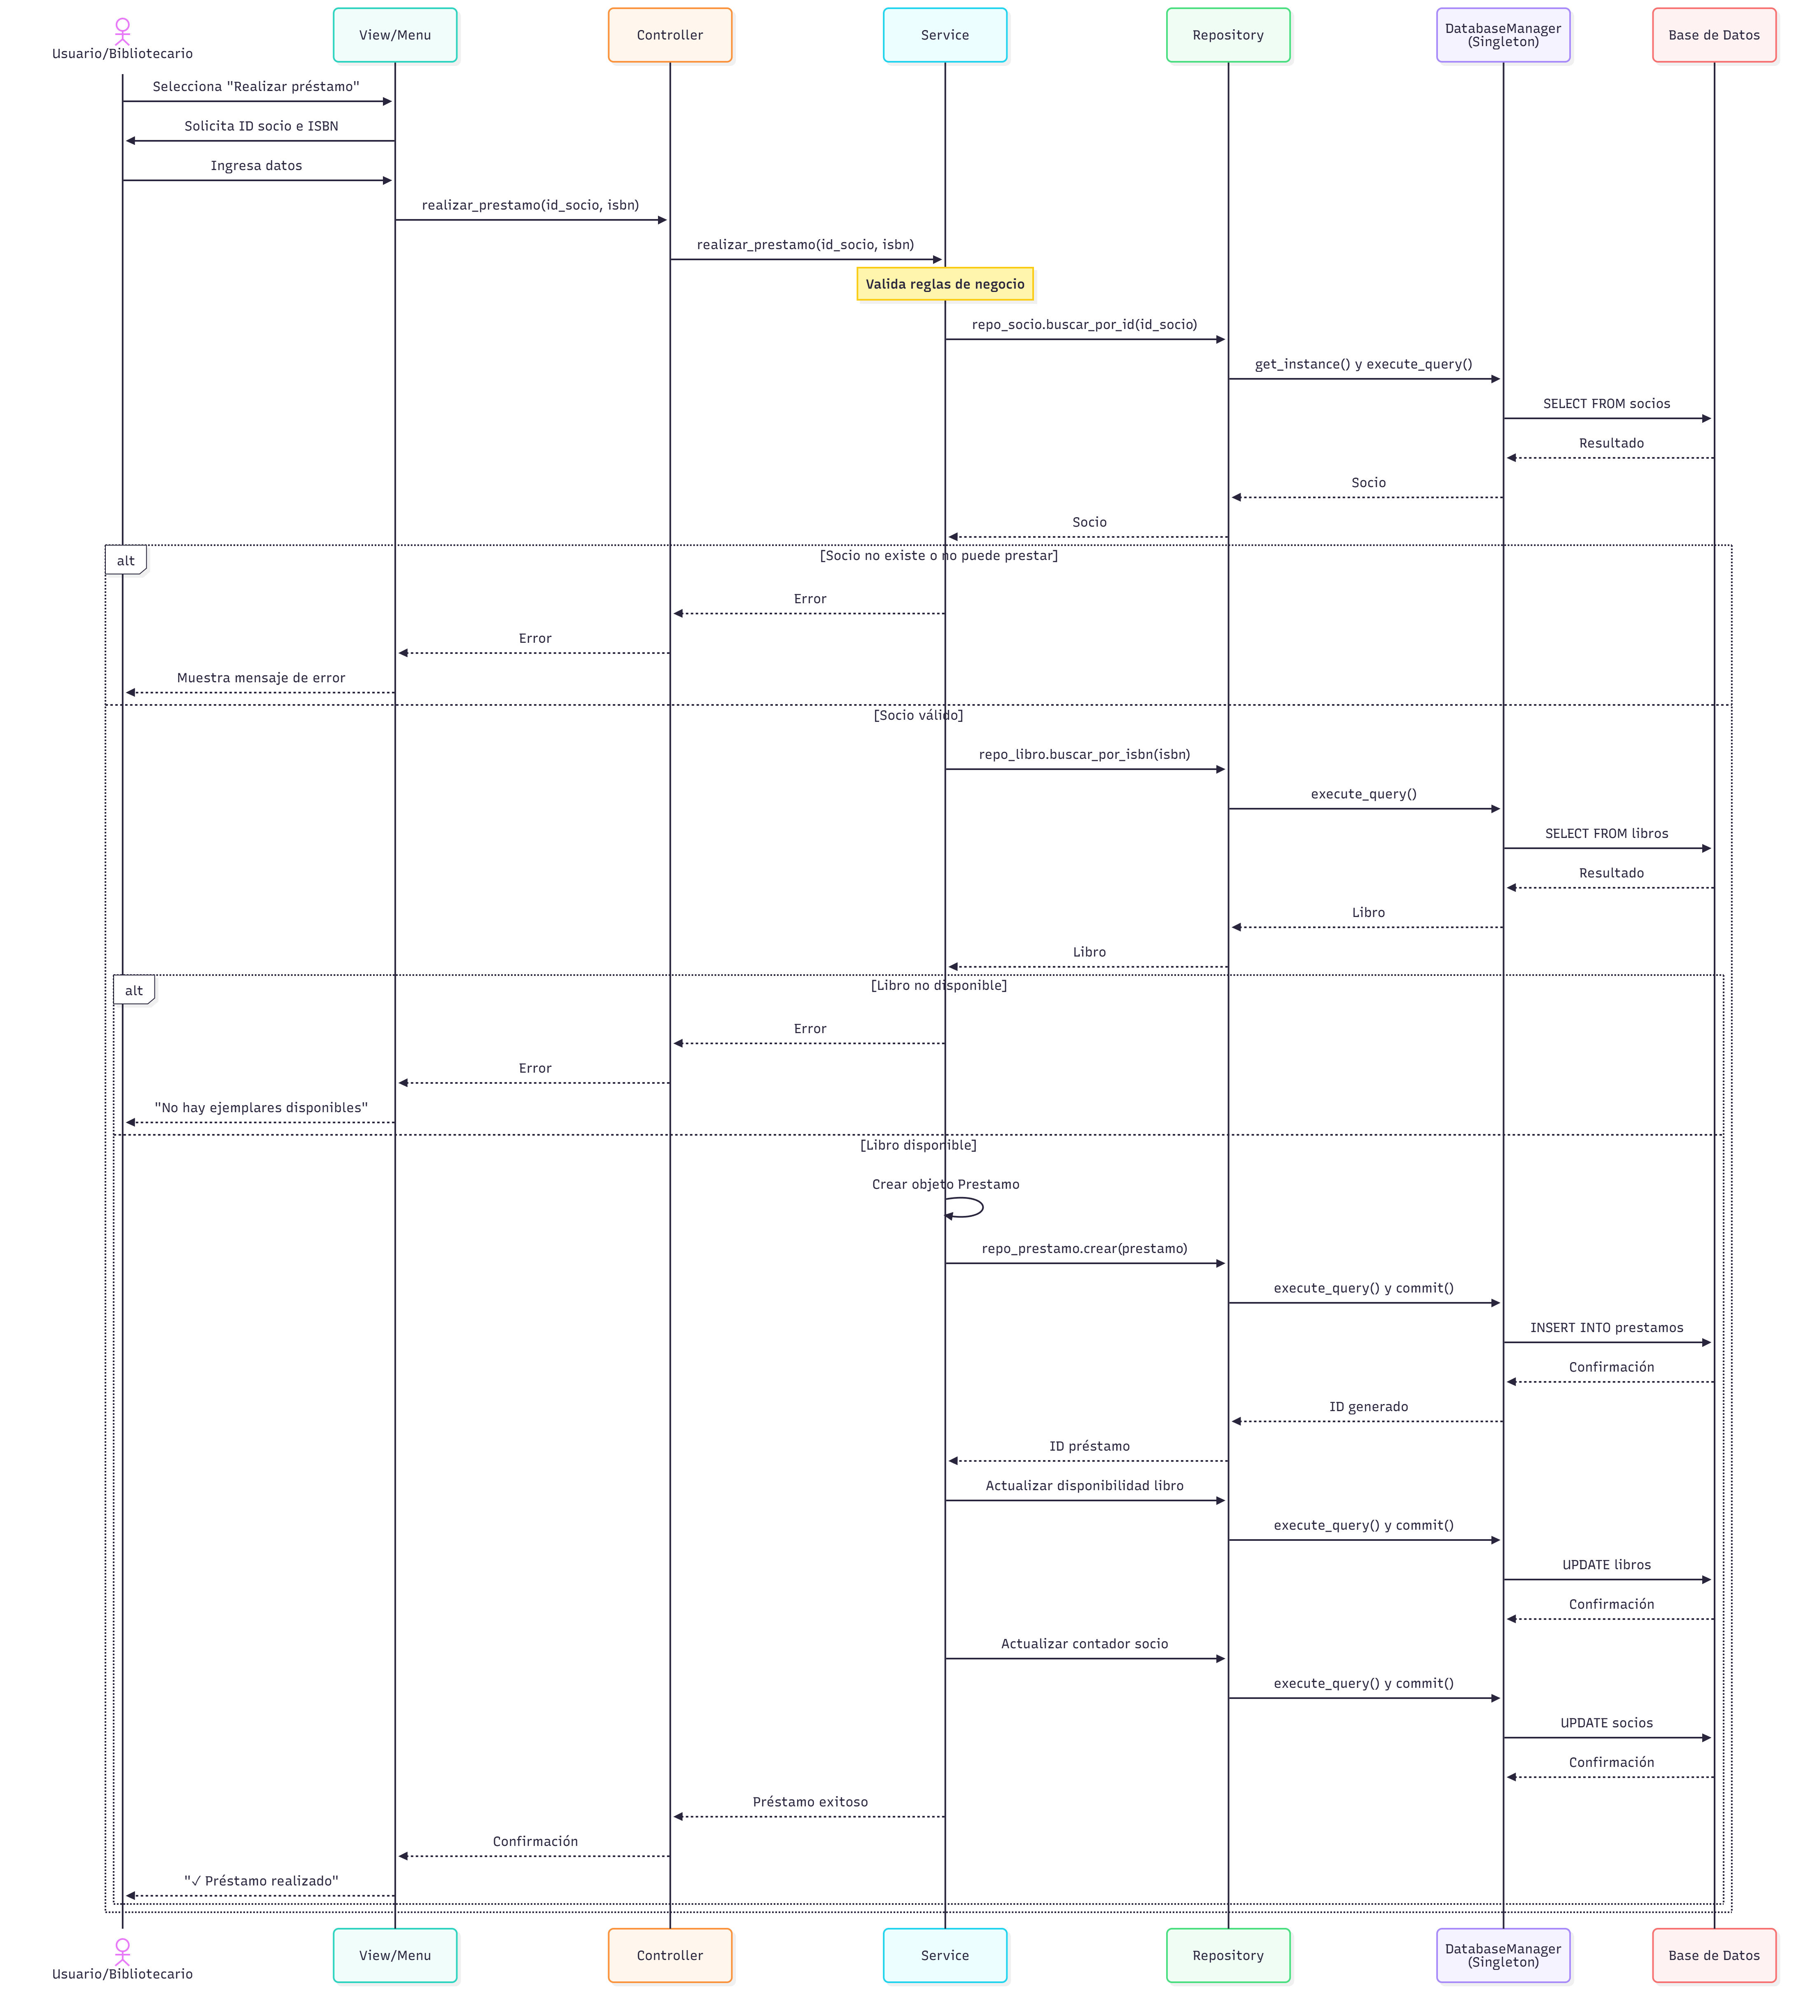 Usuario/Bibliotecario
View/Menu
Controller
Service
Repository
DatabaseManager
(Singleton)
Base de Datos
Selecciona "Realizar préstamo"
Solicita ID socio e ISBN
Ingresa datos
realizar_prestamo(id_socio, isbn)
realizar_prestamo(id_socio, isbn)
Valida reglas de negocio
repo_socio.buscar_por_id(id_socio)
get_instance() y execute_query()
SELECT FROM socios
Resultado
Socio
Socio
alt
[Socio no existe o no puede prestar]
Error
Error
Muestra mensaje de error
[Socio válido]
repo_libro.buscar_por_isbn(isbn)
execute_query()
SELECT FROM libros
Resultado
Libro
Libro
alt
[Libro no disponible]
Error
Error
"No hay ejemplares disponibles"
[Libro disponible]
Crear objeto Prestamo
repo_prestamo.crear(prestamo)
execute_query() y commit()
INSERT INTO prestamos
Confirmación
ID generado
ID préstamo
Actualizar disponibilidad libro
execute_query() y commit()
UPDATE libros
Confirmación
Actualizar contador socio
execute_query() y commit()
UPDATE socios
Confirmación
Préstamo exitoso
Confirmación
"✓ Préstamo realizado"
Usuario/Bibliotecario
View/Menu
Controller
Service
Repository
DatabaseManager
(Singleton)
Base de Datos